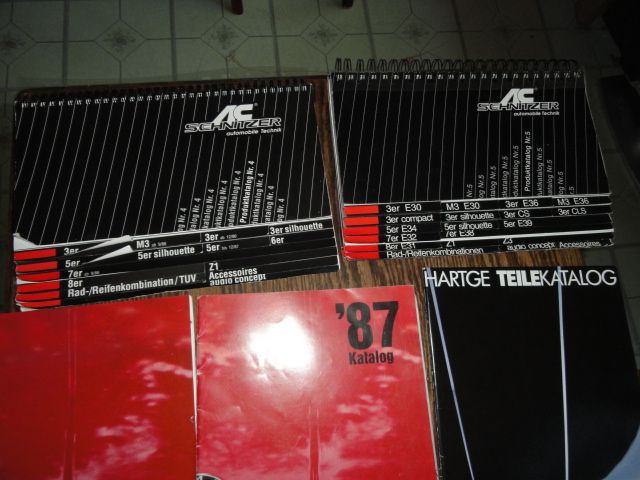 AC
SCHNITZER
automobile Technik
Produktkatalog Nr. 4
3er
M3
3er
3er silhouette
5er
5er silhouette
5er
6er
7er
8er
Z1
Rad-/Reifenkombination/TÜV
Accessoires
audio concept
AC
SCHNITZER
automobile Technik
Produktkatalog Nr.5
3er E30
M3 E30
3er E36
M3 E36
3er compact
3er silhouette
3er CS
3er CLS
5er E34
5er silhouette
5er E39
7er E32
7er E38
8er E31
Z1
Z3
Rad-/Reifenkombinationen
audio concept
Accessoires
'87
Katalog
HARTGE TEILEKATALOG